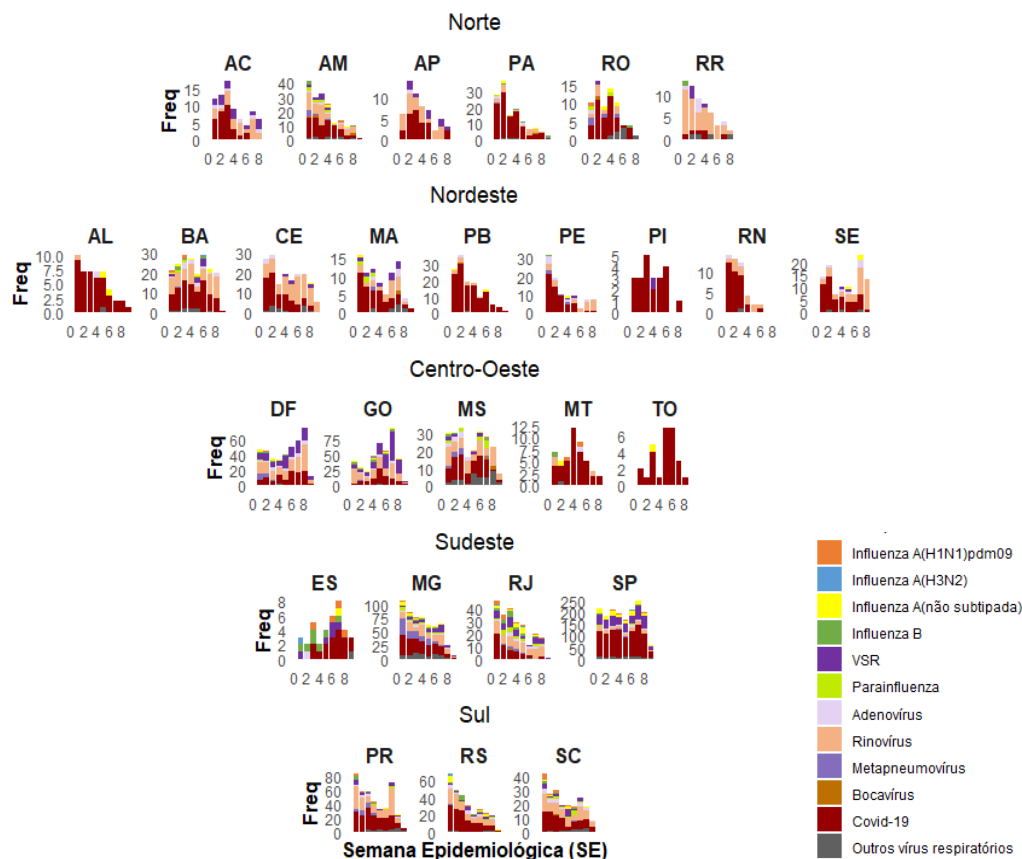 Norte
AC AM AP PA RO RR
Freq
15 10 5 0
40 30 20 10 0
10 5 0
30 20 10 0
15 10 5 0
10 5 0
0 2 4 6 8 0 2 4 6 8 0 2 4 6 8 0 2 4 6 8 0 2 4 6 8 0 2 4 6 8
Nordeste
AL BA CE MA PB PE PI RN SE
Freq
10.0 7.5 5.0 2.5 0.0
30 20 10 0
30 20 10 0
15 10 5 0
30 20 10 0
30 20 10 0
5 4 3 2 1 0
10 5 0
20 15 10 5 0
0 2 4 6 8 0 2 4 6 8 0 2 4 6 8 0 2 4 6 8 0 2 4 6 8 0 2 4 6 8 0 2 4 6 8 0 2 4 6 8 0 2 4 6 8
Centro-Oeste
DF GO MS MT TO
Freq
60 40 20 0
75 50 25 0
30 20 10 0
12.5 10.0 7.5 5.0 2.5 0.0
6 4 2 0
0 2 4 6 8 0 2 4 6 8 0 2 4 6 8 0 2 4 6 8 0 2 4 6 8
Sudeste
ES MG RJ SP
Freq
8 6 4 2 0
100 75 50 25 0
40 30 20 10 0
250 200 150 100 50 0
0 2 4 6 8 0 2 4 6 8 0 2 4 6 8 0 2 4 6 8
Sul
PR RS SC
Freq
80 60 40 20 0
60 40 20 0
40 30 20 10 0
0 2 4 6 8 0 2 4 6 8 0 2 4 6 8
Semana Epidemiológica (SE)
Influenza A(H1N1)pdm09
Influenza A(H3N2)
Influenza A(não subtipada)
Influenza B
VSR
Parainfluenza
Adenovírus
Rinovírus
Metapneumovírus
Bocavírus
Covid-19
Outros vírus respiratórios